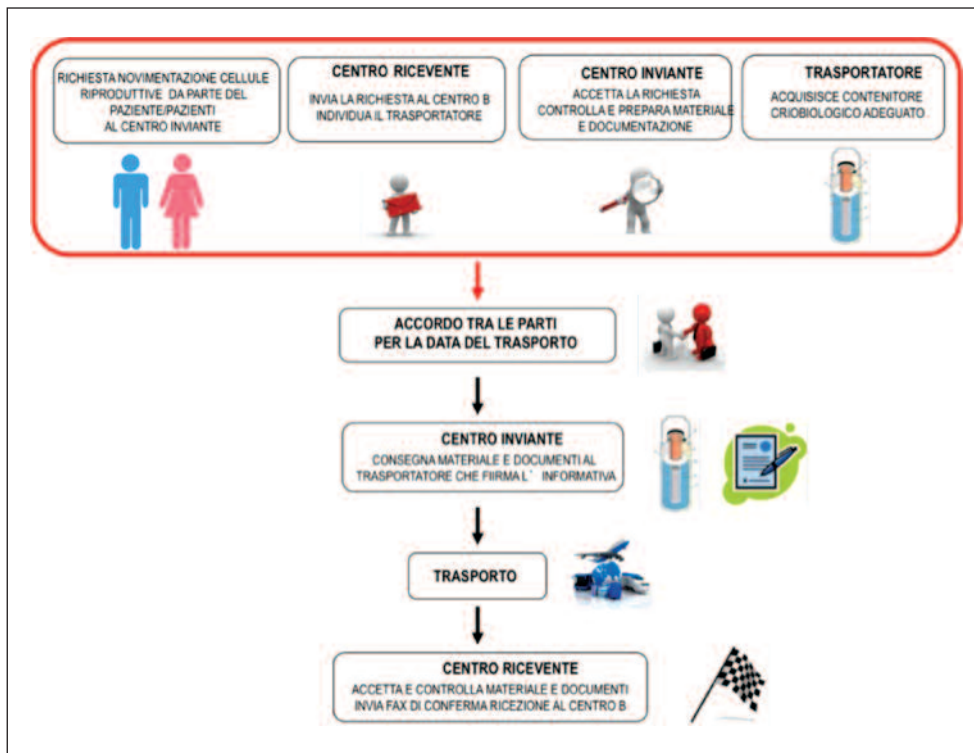 RICHIESTA NOVIMENTAZIONE CELLULE
RIPRODUTTIVE DA PARTE DEL
PAZIENTE/PAZIENTI
AL CENTRO INVIANTE
CENTRO RICEVENTE
INVIA LA RICHIESTA AL CENTRO B
INDIVIDUA IL TRASPORTATORE
CENTRO INVIANTE
ACCETTA LA RICHIESTA
CONTROLLA E PREPARA MATERIALE
E DOCUMENTAZIONE
TRASPORTATORE
ACQUISISCE CONTENITORE
CRIOBIOLOGICO ADEGUATO
ACCORDO TRA LE PARTI
PER LA DATA DEL TRASPORTO
CENTRO INVIANTE
CONSEGNA MATERIALE E DOCUMENTI AL
TRASPORTATORE CHE FIIRMA L` INFORMATIVA
TRASPORTO
CENTRO RICEVENTE
ACCETTA E CONTROLLA MATERIALE E DOCUMENTI
INVIA FAX DI CONFERMA RICEZIONE AL CENTRO B